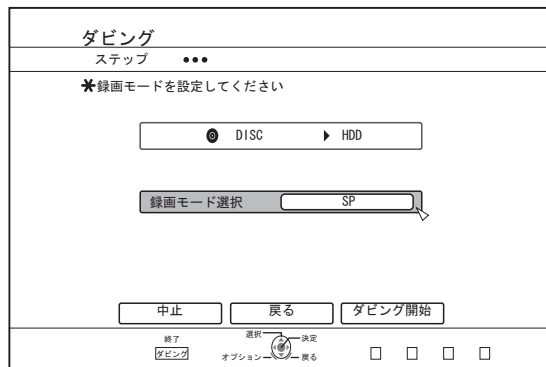 ダビング
ステップ •••
*録画モードを設定してください
DISC ▶ HDD
録画モード選択 SP
中止 戻る ダビング開始
終了 選択 決定
ダビング オプション 戻る